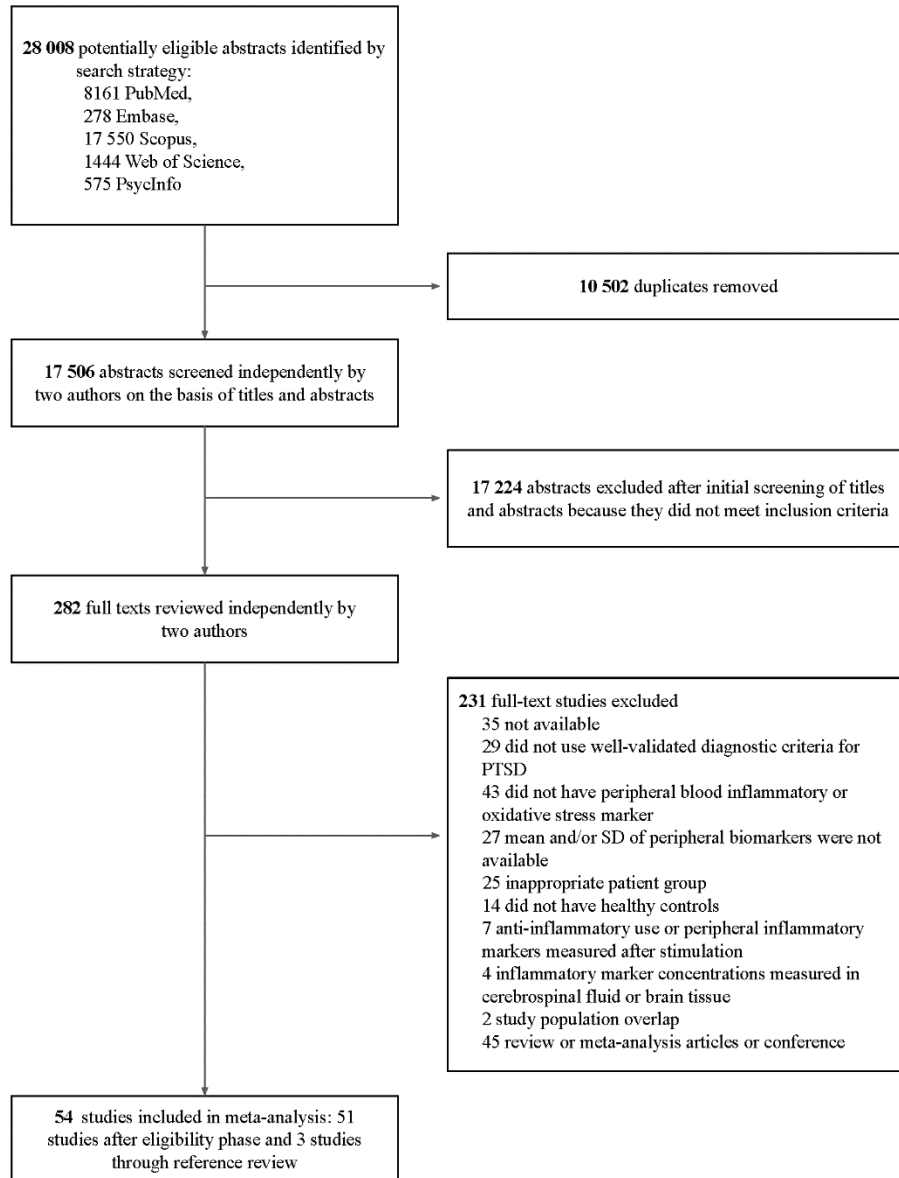 28 008 potentially eligible abstracts identified by
search strategy:
8161 PubMed,
278 Embase,
17 550 Scopus,
1444 Web of Science,
575 PsycInfo
10 502 duplicates removed
17 506 abstracts screened independently by
two authors on the basis of titles and abstracts
17 224 abstracts excluded after initial screening of titles
and abstracts because they did not meet inclusion criteria
282 full texts reviewed independently by
two authors
231 full-text studies excluded
35 not available
29 did not use well-validated diagnostic criteria for
PTSD
43 did not have peripheral blood inflammatory or
oxidative stress marker
27 mean and/or SD of peripheral biomarkers were not
available
25 inappropriate patient group
14 did not have healthy controls
7 anti-inflammatory use or peripheral inflammatory
markers measured after stimulation
4 inflammatory marker concentrations measured in
cerebrospinal fluid or brain tissue
2 study population overlap
45 review or meta-analysis articles or conference
54 studies included in meta-analysis: 51
studies after eligibility phase and 3 studies
through reference review